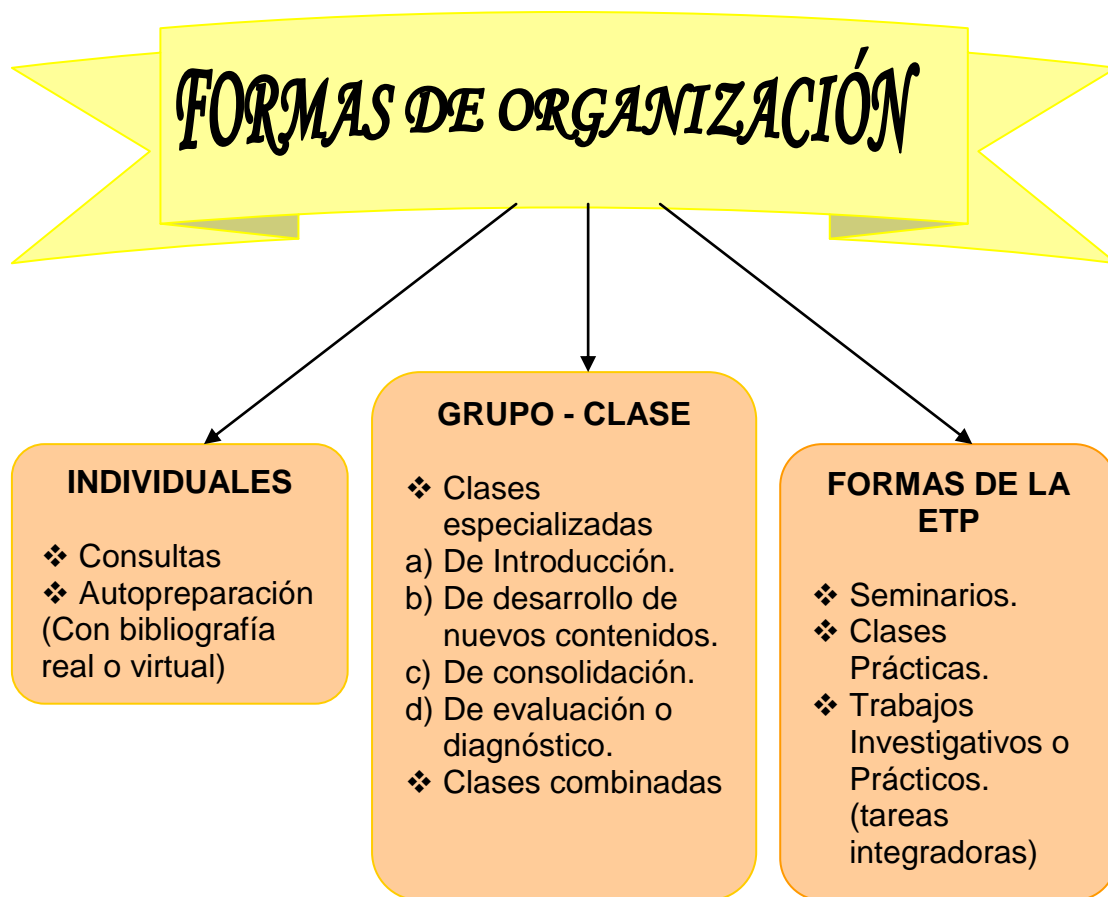 FORMAS DE ORGANIZACIÓN
INDIVIDUALES
❖ Consultas
❖ Autopreparación
(Con bibliografía
real o virtual)
GRUPO - CLASE
❖ Clases
especializadas
a) De Introducción.
b) De desarrollo de
nuevos contenidos.
c) De consolidación.
d) De evaluación o
diagnóstico.
❖ Clases combinadas
FORMAS DE LA
ETP
❖ Seminarios.
❖ Clases
Prácticas.
❖ Trabajos
Investigativos o
Prácticos.
(tareas
integradoras)